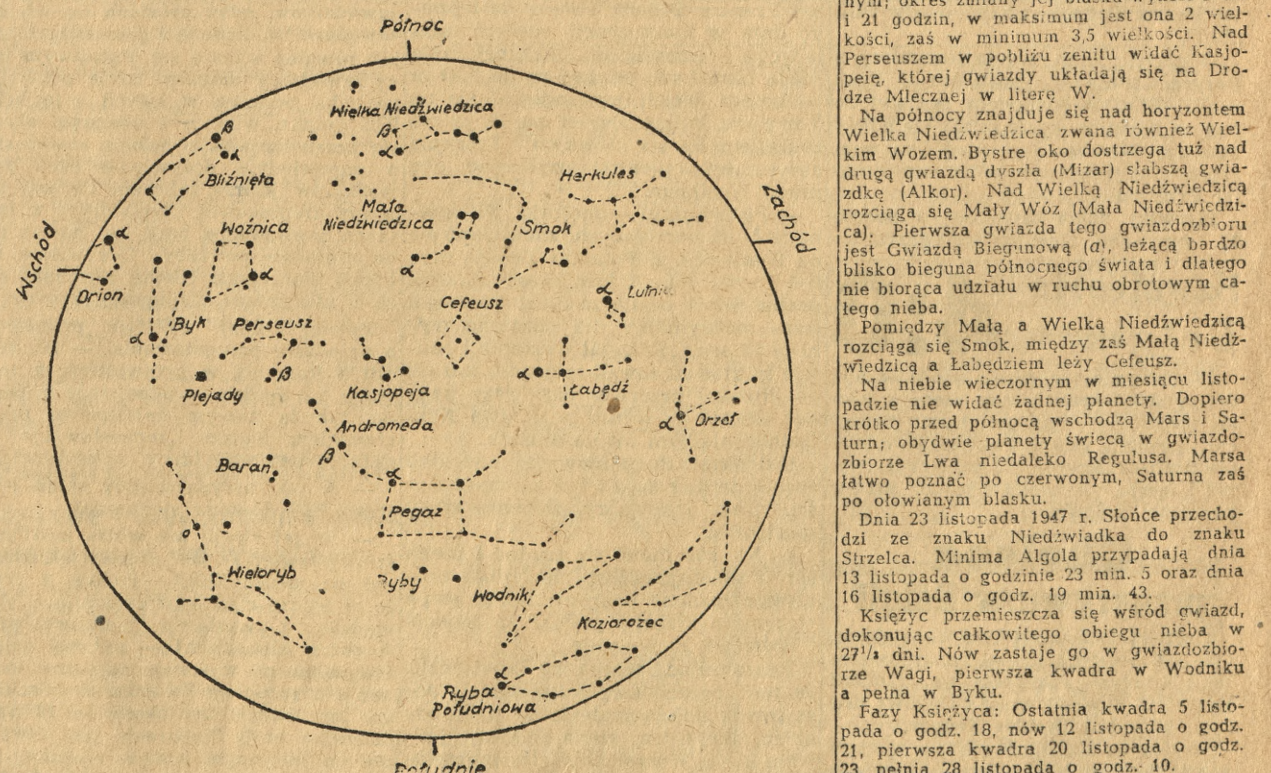 Północ
Wielka Niedźwiedzica
β
β
α
α
Bliźnięta
Herkules
Mała
Niedźwiedzica
Zachód
Woźnica
Smok
Wschód
α
α
α
Orion
Cefeusz
α
Lutnia
α
Byk
Perseusz
β
α
Plejady
Kasjopeja
Łabędź
α
Orzeł
Andromeda
β
Baran
α
Pegaz
o
Wieloryb
Ryby
Wodnik
Koziorożec
α
Ryba
Południowa
Południe
nym; okres zmiany jej blasku
i 21 godzin, w maksimum jest ona 2 wiel-
kości, zaś w minimum 3,5 wielkości. Nad
Perseuszem w pobliżu zenitu widać Kasjo-
peię, której gwiazdy układają się na Dro-
dze Mlecznej w literę W.
Na północy znajduje się nad horyzontem
Wielka Niedźwiedzica zwana również Wiel-
kim Wozem. Bystre oko dostrzega tuż nad
drugą gwiazdą dyszla (Mizar) słabszą gwia-
zdkę (Alkor). Nad Wielką Niedźwiedzicą
rozciąga się Mały Wóz (Mała Niedźwiedzi-
ca). Pierwsza gwiazda tego gwiazdozbioru
jest Gwiazdą Biegunową (α), leżącą bardzo
blisko bieguna północnego świata i dlatego
nie biorąca udziału w ruchu obrotowym ca-
łego nieba.
Pomiędzy Małą a Wielką Niedźwiedzicą
rozciąga się Smok, między zaś Małą Niedź-
wiedzicą a Łabędziem leży Cefeusz.
Na niebie wieczornym w miesiącu listo-
padzie nie widać żadnej planety. Dopiero
krótko przed północą wschodzą Mars i Sa-
turn; obydwie planety świecą w gwiazdo-
zbiorze Lwa niedaleko Regulusa. Marsa
łatwo poznać po czerwonym, Saturna zaś
po ołowianym blasku.
Dnia 23 listopada 1947 r. Słońce przecho-
dzi ze znaku Niedźwiadka do znaku
Strzelca. Minima Algola przypadają dnia
13 listopada o godzinie 23 min. 5 oraz dnia
16 listopada o godz. 19 min. 43.
Księżyc przemieszcza się wśród gwiazd,
dokonując całkowitego obiegu nieba w
27¹/₃ dni. Nów zastaje go w gwiazdozbio-
rze Wagi, pierwsza kwadra w Wodniku
a pełna w Byku.
Fazy Księżyca: Ostatnia kwadra 5 listo-
pada o godz. 18, nów 12 listopada o godz.
21, pierwsza kwadra 20 listopada o godz.
23, pełnia 28 listopada o godz. 10.